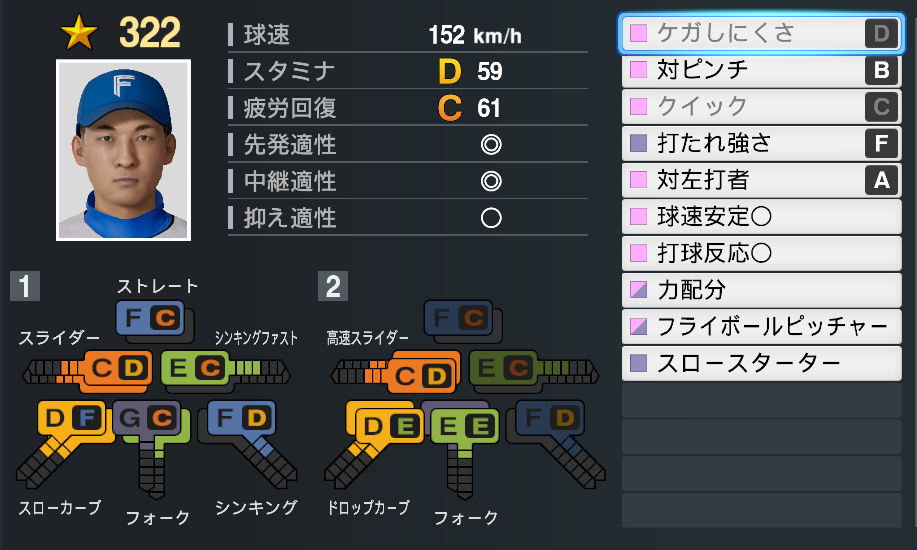 ★ 322
F
球速 152 km/h
スタミナ D 59
疲労回復 C 61
先発適性 ◎
中継適性 ◎
抑え適性 ○
ケガしにくさ D
対ピンチ B
クイック C
打たれ強さ F
対左打者 A
球速安定○
打球反応○
力配分
フライボールピッチャー
スロースターター
1
ストレート
F C
スライダー
シンキングファスト
C D
E C
D F
G C
F D
スローカーブ
フォーク
シンキング
2
F C
高速スライダー
C D
E C
D E
E E
F D
ドロップカーブ
フォーク